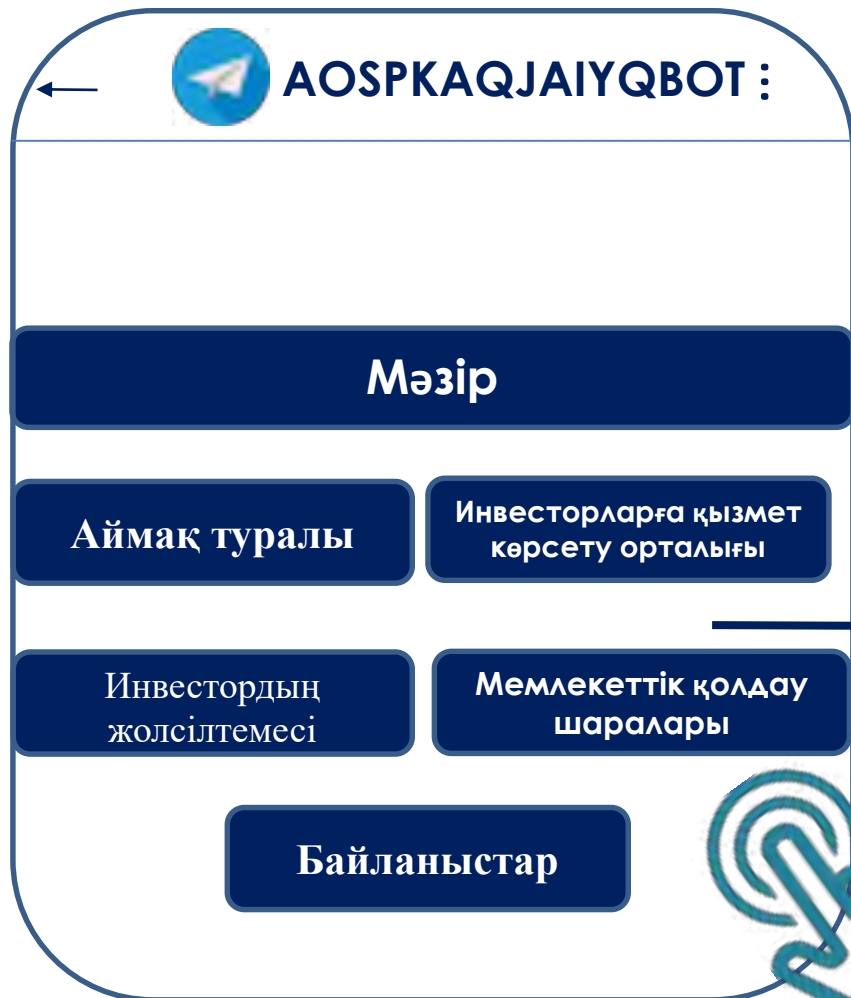 AOSPKAQJAIYQBOT
Мәзір
Аймақ туралы
Инвесторларға қызмет
көрсету орталығы
Инвестордың
жолсілтемесі
Мемлекеттік қолдау
шаралары
Байланыстар